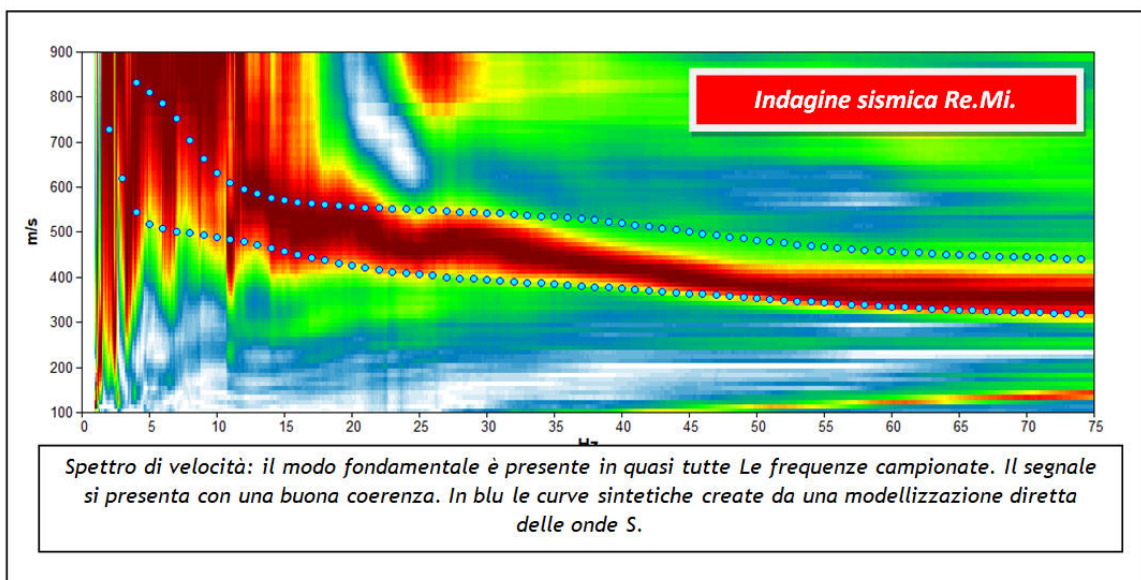 900
800
700
600
500
400
300
200
100
m/s
Indagine sismica Re.Mi.
0 5 10 15 20 25 30 35 40 45 50 55 60 65 70 75
Hz
Spettro di velocità: il modo fondamentale è presente in quasi tutte Le frequenze campionate. Il segnale
si presenta con una buona coerenza. In blu le curve sintetiche create da una modellizzazione diretta
delle onde S.